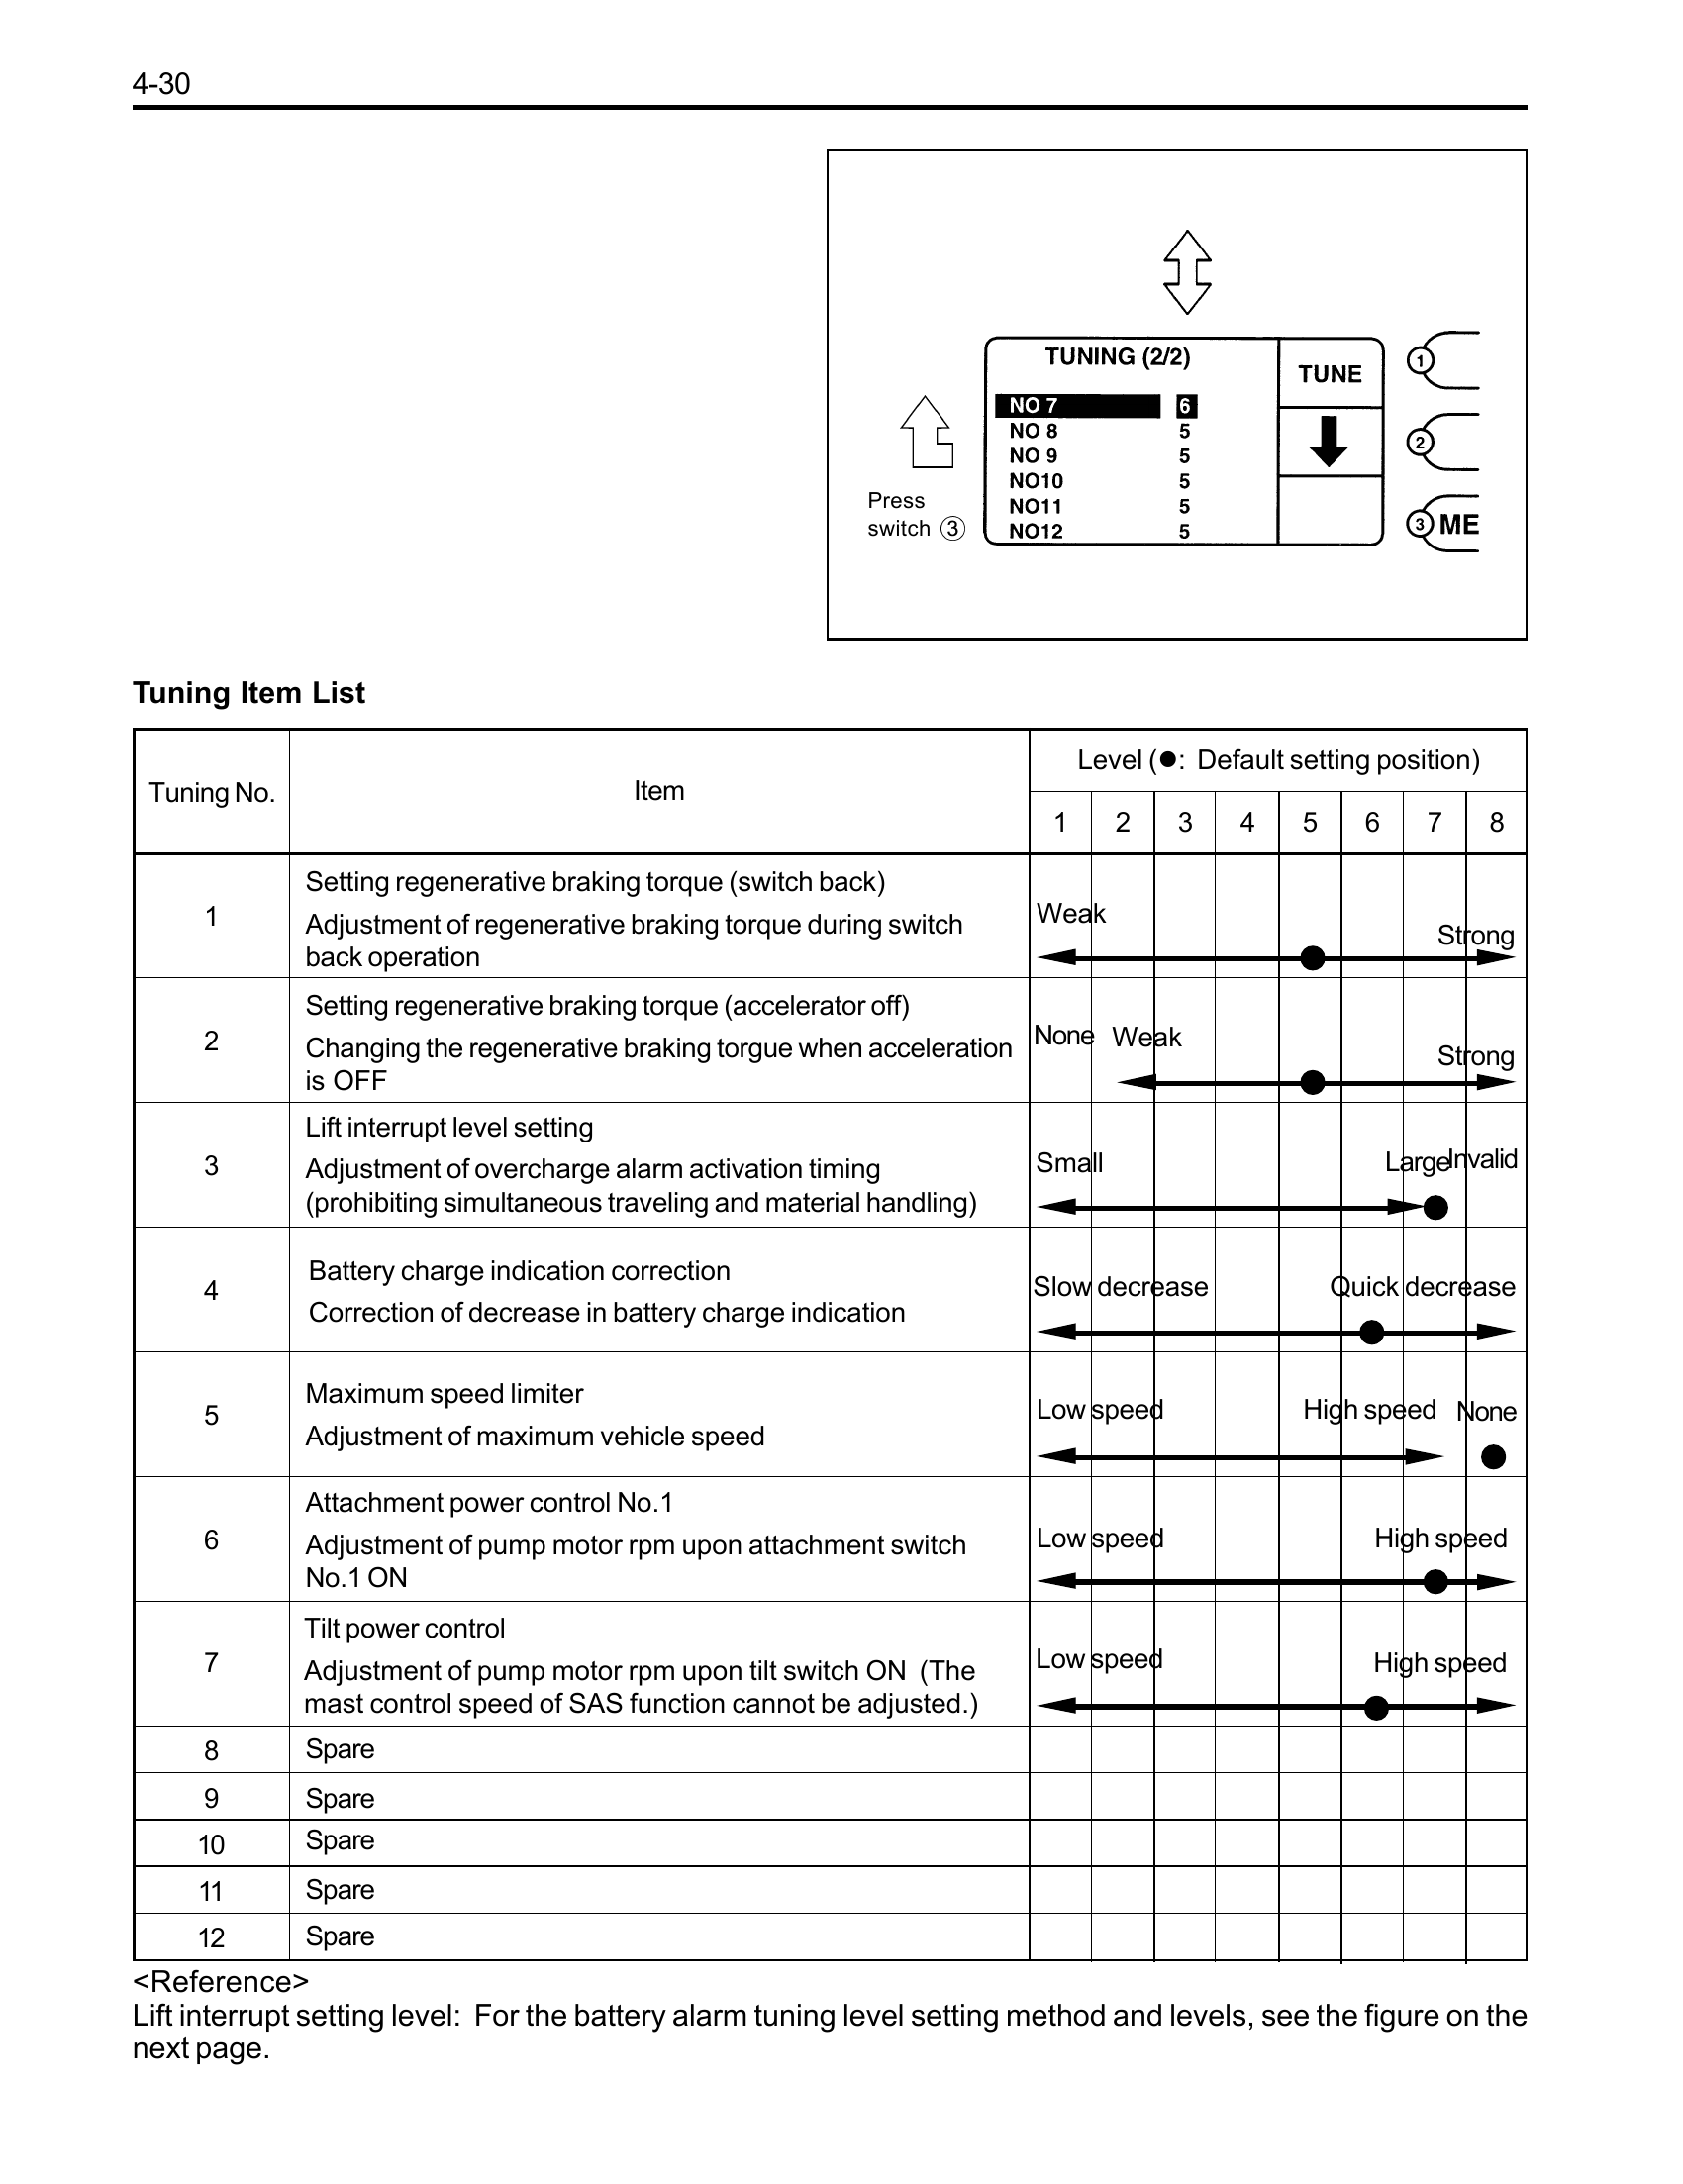 4-30
TUNING (2/2)
TUNE
NO 7 6
NO 8 5
NO 9 5
NO10 5
NO11 5
NO12 5
1
2
3 ME
Press
switch ③
Tuning Item List
Tuning No.
Item
Level (●: Default setting position)
1 2 3 4 5 6 7 8
1
Setting regenerative braking torque (switch back)
Adjustment of regenerative braking torque during switch
back operation
Weak
Strong
2
Setting regenerative braking torque (accelerator off)
Changing the regenerative braking torgue when acceleration
is OFF
None Weak
Strong
3
Lift interrupt level setting
Adjustment of overcharge alarm activation timing
(prohibiting simultaneous traveling and material handling)
Small Large Invalid
4
Battery charge indication correction
Correction of decrease in battery charge indication
Slow decrease Quick decrease
5
Maximum speed limiter
Adjustment of maximum vehicle speed
Low speed High speed None
6
Attachment power control No.1
Adjustment of pump motor rpm upon attachment switch
No.1 ON
Low speed High speed
7
Tilt power control
Adjustment of pump motor rpm upon tilt switch ON (The
mast control speed of SAS function cannot be adjusted.)
Low speed High speed
8 Spare
9 Spare
10 Spare
11 Spare
12 Spare
<Reference>
Lift interrupt setting level: For the battery alarm tuning level setting method and levels, see the figure on the
next page.